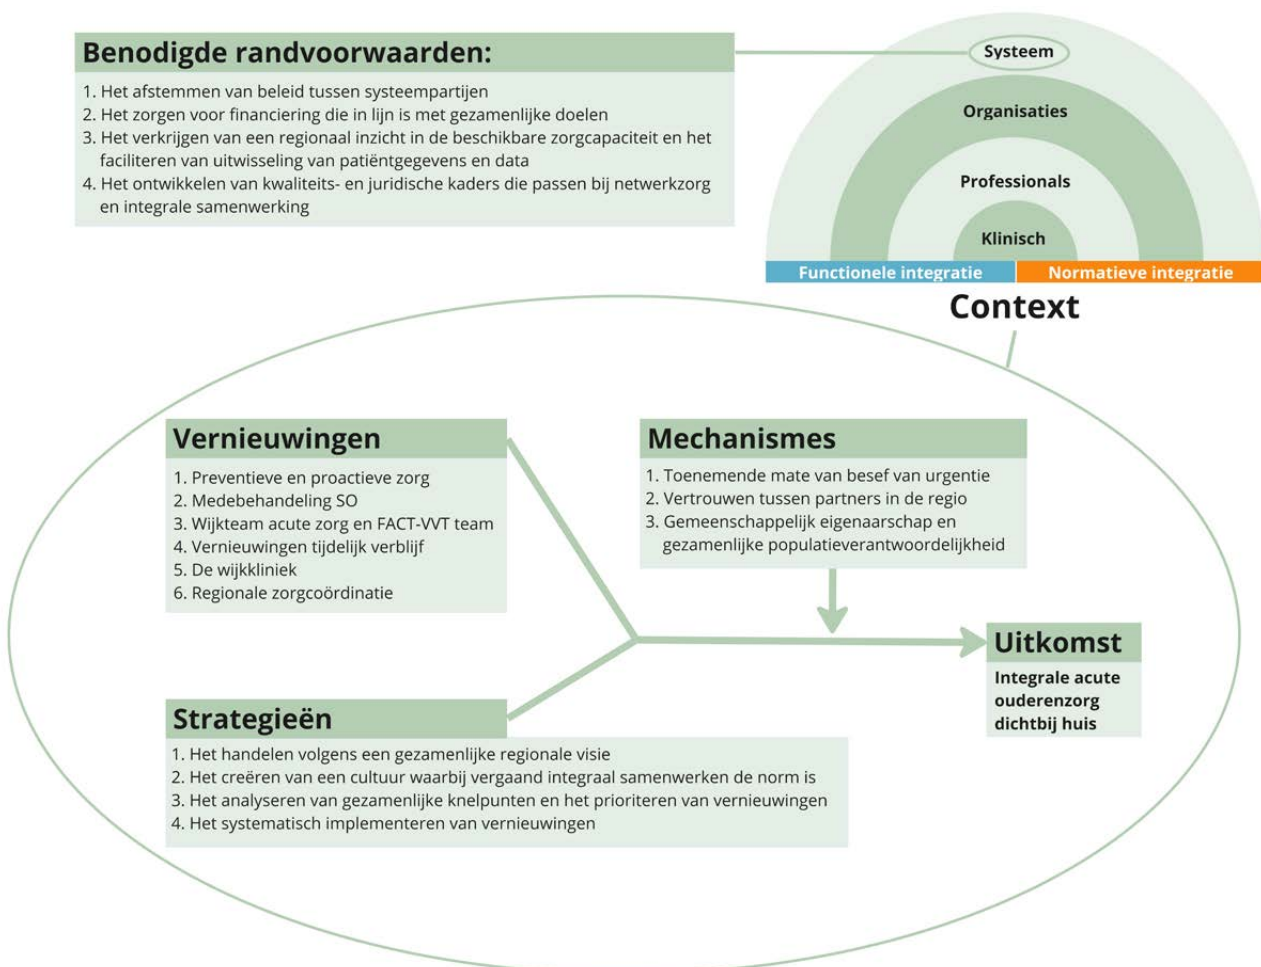 Benodigde randvoorwaarden:
1. Het afstemmen van beleid tussen systeempartijen
2. Het zorgen voor financiering die in lijn is met gezamenlijke doelen
3. Het verkrijgen van een regionaal inzicht in de beschikbare zorgcapaciteit en het
faciliteren van uitwisseling van patiëntgegevens en data
4. Het ontwikkelen van kwaliteits- en juridische kaders die passen bij netwerkzorg
en integrale samenwerking
Systeem
Organisaties
Professionals
Klinisch
Functionele integratie
Normatieve integratie
Context
Vernieuwingen
1. Preventieve en proactieve zorg
2. Medebehandeling SO
3. Wijkteam acute zorg en FACT-VVT team
4. Vernieuwingen tijdelijk verblijf
5. De wijkkliniek
6. Regionale zorgcoördinatie
Mechanismes
1. Toenemende mate van besef van urgentie
2. Vertrouwen tussen partners in de regio
3. Gemeenschappelijk eigenaarschap en
gezamenlijke populatieverantwoordelijkheid
Uitkomst
Integrale acute
ouderenzorg
dichtbij huis
Strategieën
1. Het handelen volgens een gezamenlijke regionale visie
2. Het creëren van een cultuur waarbij vergaand integraal samenwerken de norm is
3. Het analyseren van gezamenlijke knelpunten en het prioriteren van vernieuwingen
4. Het systematisch implementeren van vernieuwingen